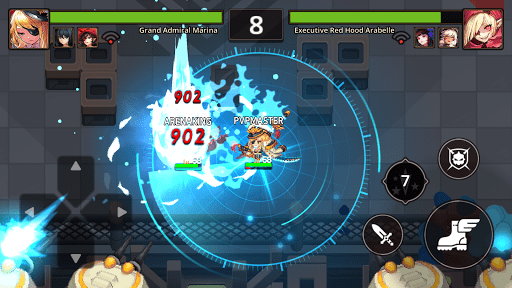 Grand Admiral Marina
8
Executive Red Hood Arabelle
902
ARENAKING
PVPMASTER
902
7